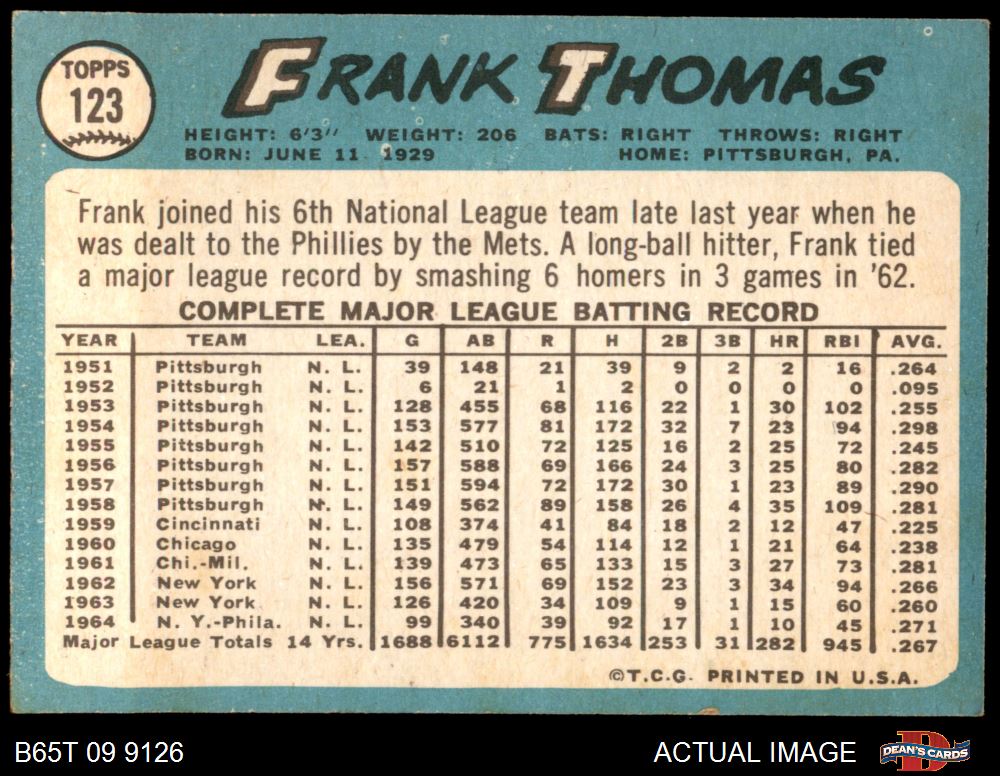 TOPPS
123
FRANK THOMAS
HEIGHT: 6'3" WEIGHT: 206 BATS: RIGHT THROWS: RIGHT
BORN: JUNE 11 1929 HOME: PITTSBURGH, PA.
Frank joined his 6th National League team late last year when he
was dealt to the Phillies by the Mets. A long-ball hitter, Frank tied
a major league record by smashing 6 homers in 3 games in '62.
COMPLETE MAJOR LEAGUE BATTING RECORD
YEAR TEAM LEA. G AB R H 2B 3B HR RBI AVG.
1951 Pittsburgh N. L. 39 148 21 39 9 2 2 16 .264
1952 Pittsburgh N. L. 6 21 1 2 0 0 0 0 .095
1953 Pittsburgh N. L. 128 455 68 116 22 1 30 102 .255
1954 Pittsburgh N. L. 153 577 81 172 32 7 23 94 .298
1955 Pittsburgh N. L. 142 510 72 125 16 2 25 72 .245
1956 Pittsburgh N. L. 157 588 69 166 24 3 25 80 .282
1957 Pittsburgh N. L. 151 594 72 172 30 1 23 89 .290
1958 Pittsburgh N. L. 149 562 89 158 26 4 35 109 .281
1959 Cincinnati N. L. 108 374 41 84 18 2 12 47 .225
1960 Chicago N. L. 135 479 54 114 12 1 21 64 .238
1961 Chi.-Mil. N. L. 139 473 65 133 15 3 27 73 .281
1962 New York N. L. 156 571 69 152 23 3 34 94 .266
1963 New York N. L. 126 420 34 109 9 1 15 60 .260
1964 N. Y.-Phila. N. L. 99 340 39 92 17 1 10 45 .271
Major League Totals 14 Yrs. 1688 6112 775 1634 253 31 282 945 .267
©T.C.G. PRINTED IN U.S.A.
B65T 09 9126 ACTUAL IMAGE DEAN'S CARDS